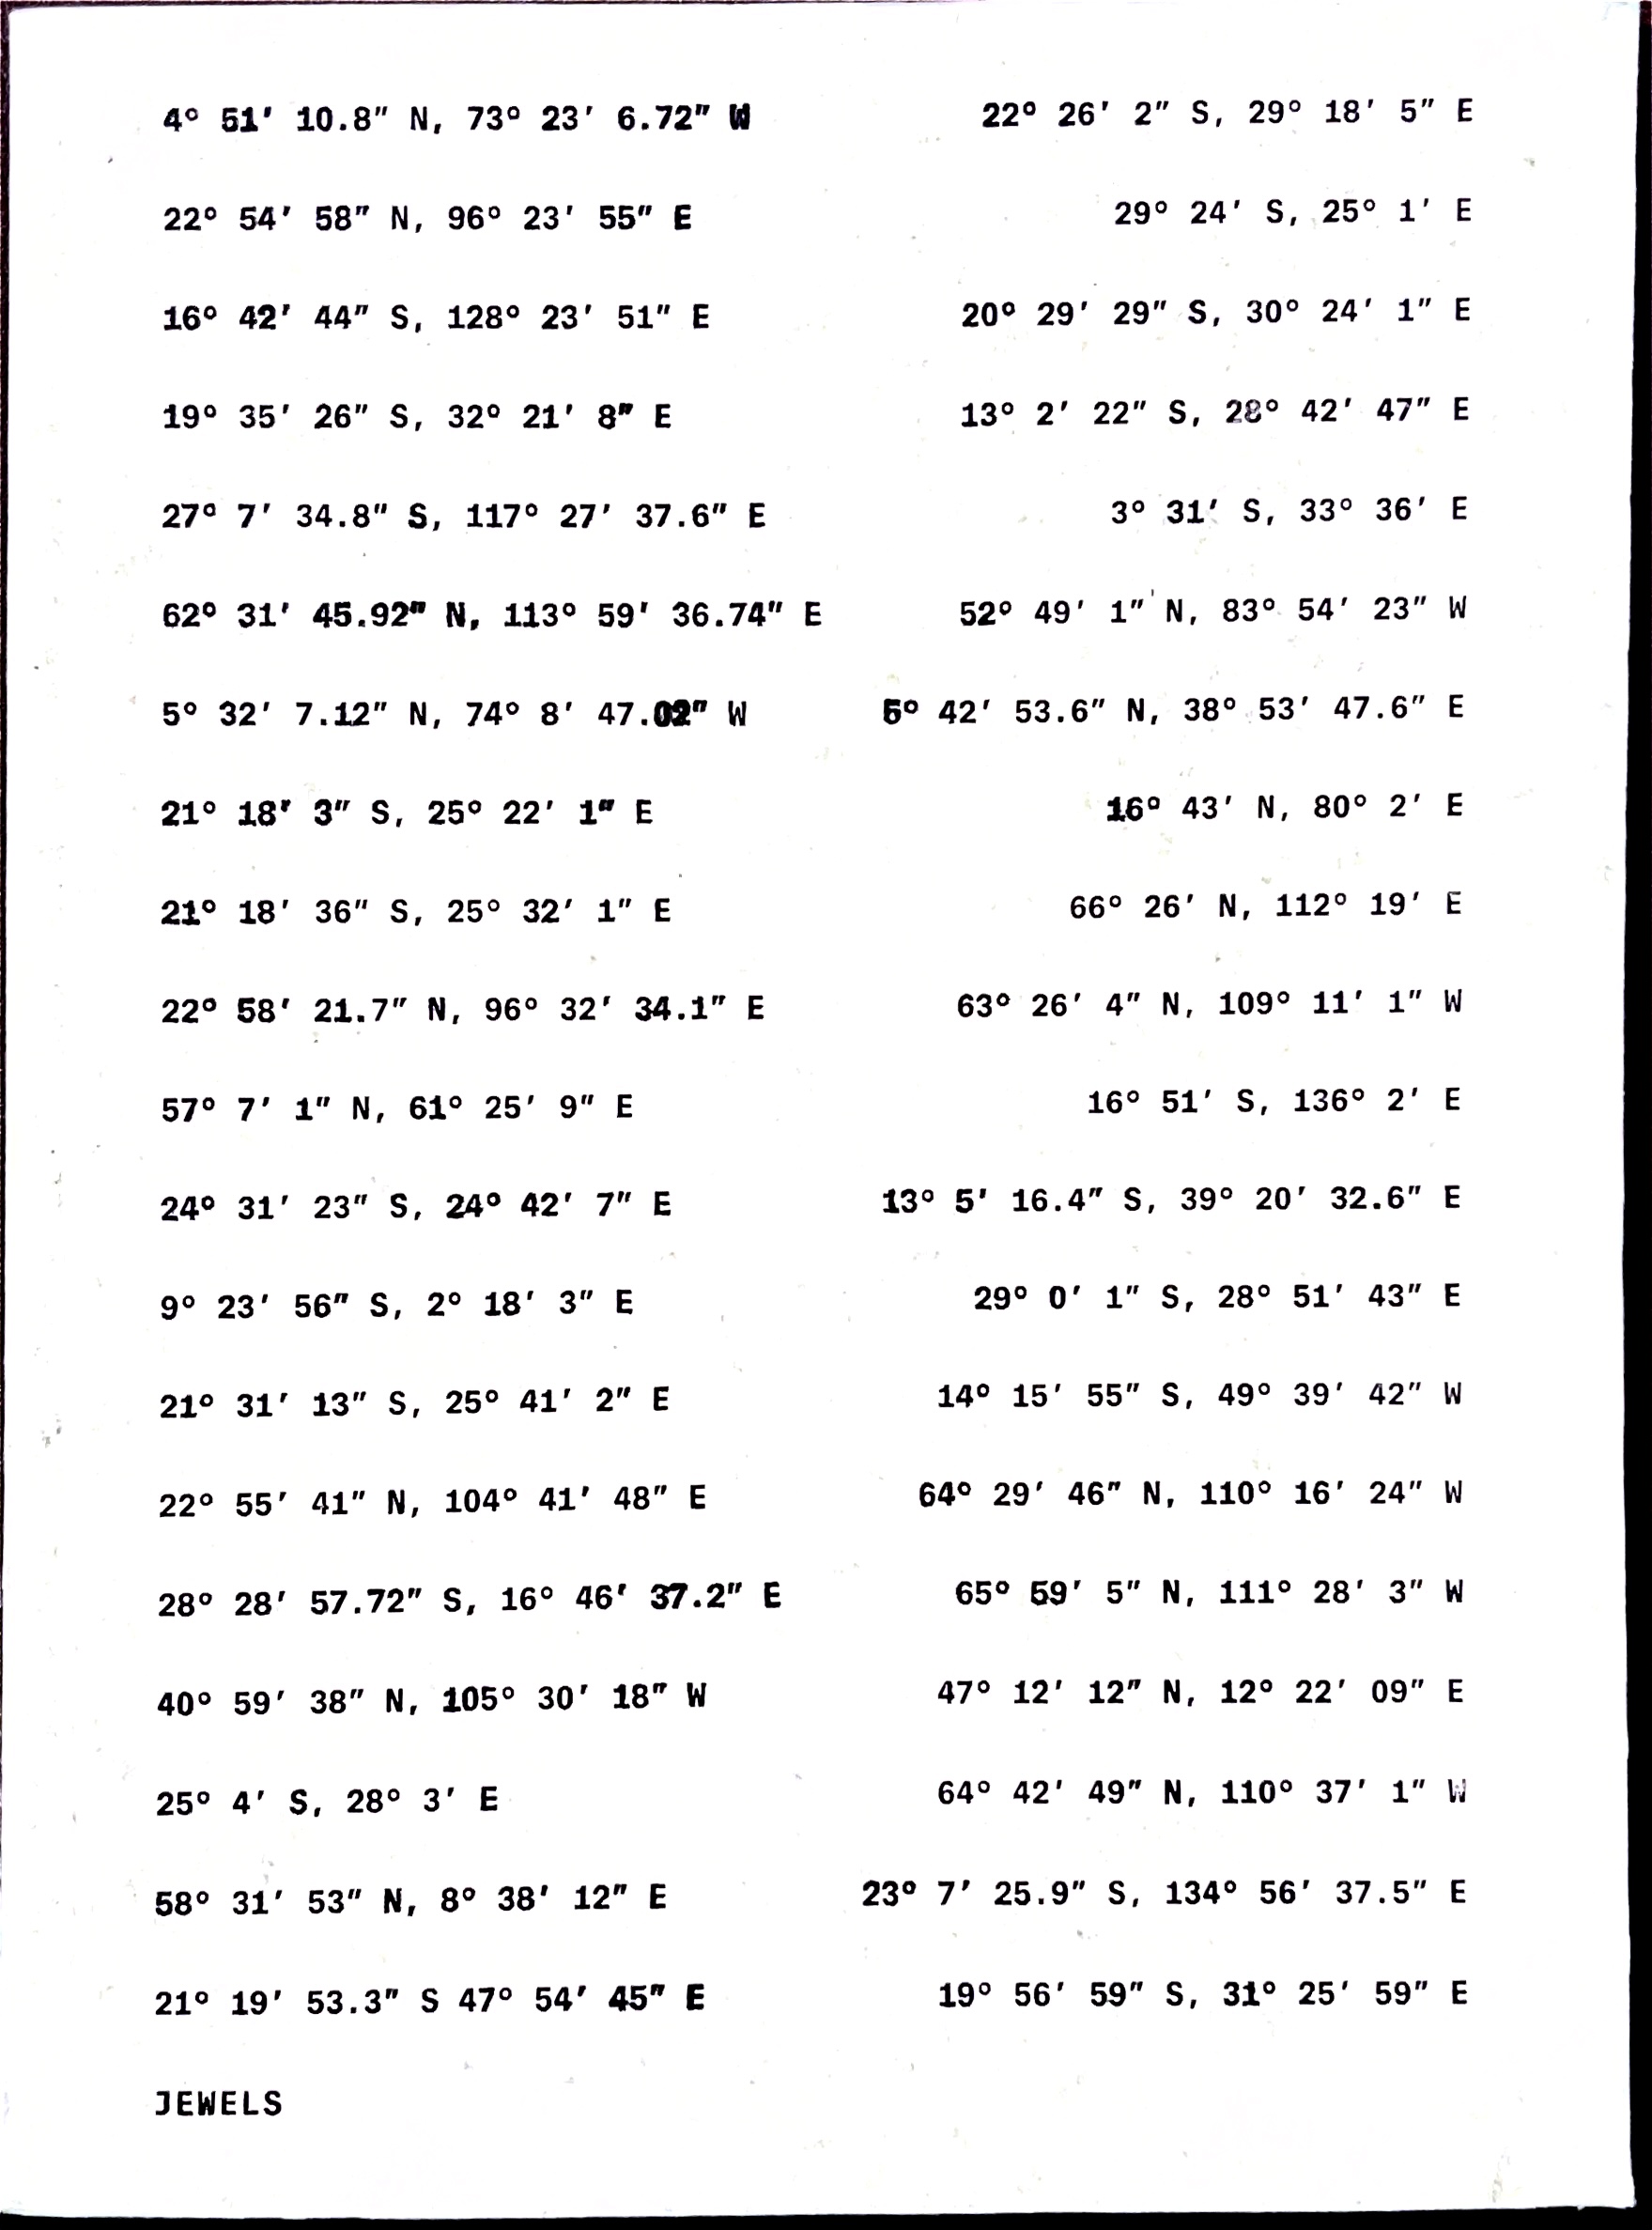 4° 51′ 10.8″ N, 73° 23′ 6.72″ W
22° 54′ 58″ N, 96° 23′ 55″ E
16° 42′ 44″ S, 128° 23′ 51″ E
19° 35′ 26″ S, 32° 21′ 8″ E
27° 7′ 34.8″ S, 117° 27′ 37.6″ E
62° 31′ 45.92″ N, 113° 59′ 36.74″ E
5° 32′ 7.12″ N, 74° 8′ 47.02″ W
21° 18′ 3″ S, 25° 22′ 1″ E
21° 18′ 36″ S, 25° 32′ 1″ E
22° 58′ 21.7″ N, 96° 32′ 34.1″ E
57° 7′ 1″ N, 61° 25′ 9″ E
24° 31′ 23″ S, 24° 42′ 7″ E
9° 23′ 56″ S, 2° 18′ 3″ E
21° 31′ 13″ S, 25° 41′ 2″ E
22° 55′ 41″ N, 104° 41′ 48″ E
28° 28′ 57.72″ S, 16° 46′ 37.2″ E
40° 59′ 38″ N, 105° 30′ 18″ W
25° 4′ S, 28° 3′ E
58° 31′ 53″ N, 8° 38′ 12″ E
21° 19′ 53.3″ S 47° 54′ 45″ E
JEWELS
22° 26′ 2″ S, 29° 18′ 5″ E
29° 24′ S, 25° 1′ E
20° 29′ 29″ S, 30° 24′ 1″ E
13° 2′ 22″ S, 28° 42′ 47″ E
3° 31′ S, 33° 36′ E
52° 49′ 1″ N, 83° 54′ 23″ W
5° 42′ 53.6″ N, 38° 53′ 47.6″ E
16° 43′ N, 80° 2′ E
66° 26′ N, 112° 19′ E
63° 26′ 4″ N, 109° 11′ 1″ W
16° 51′ S, 136° 2′ E
13° 5′ 16.4″ S, 39° 20′ 32.6″ E
29° 0′ 1″ S, 28° 51′ 43″ E
14° 15′ 55″ S, 49° 39′ 42″ W
64° 29′ 46″ N, 110° 16′ 24″ W
65° 59′ 5″ N, 111° 28′ 3″ W
47° 12′ 12″ N, 12° 22′ 09″ E
64° 42′ 49″ N, 110° 37′ 1″ W
23° 7′ 25.9″ S, 134° 56′ 37.5″ E
19° 56′ 59″ S, 31° 25′ 59″ E